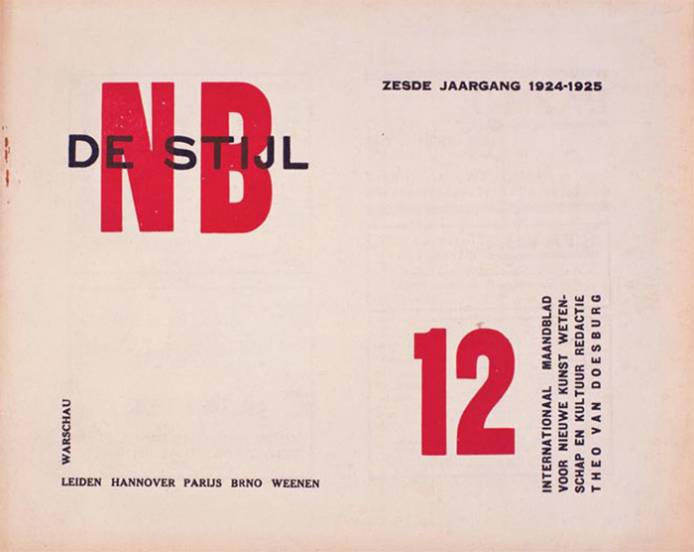 NB
DE STIJL
ZESDE JAARGANG 1924-1925
12
INTERNATIONAAL MAANDBLAD
VOOR NIEUWE KUNST WETEN-
SCHAP EN KULTUUR REDACTIE
THEO VAN DOESBURG
WARSCHAU
LEIDEN HANNOVER PARIJS BRNO WEENEN